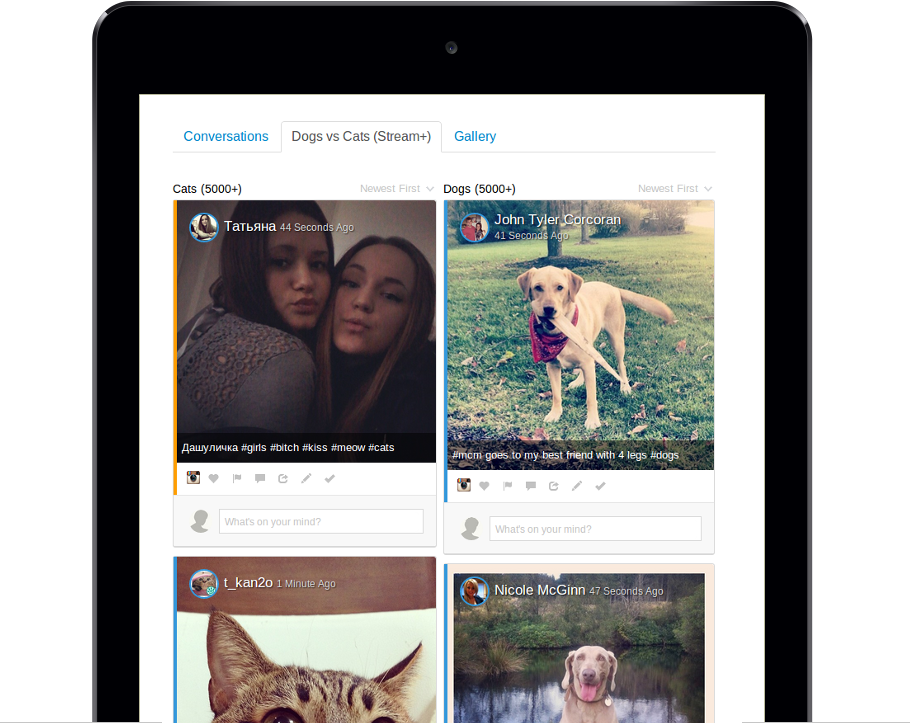 Conversations
Dogs vs Cats (Stream+)
Gallery
Cats (5000+)
Newest First
Татьяна 44 Seconds Ago
Дашуличка #girls #bitch #kiss #meow #cats
What's on your mind?
t_kan2o 1 Minute Ago
Dogs (5000+)
Newest First
John Tyler Corcoran
41 Seconds Ago
#mcm goes to my best friend with 4 legs #dogs
What's on your mind?
Nicole McGinn 47 Seconds Ago